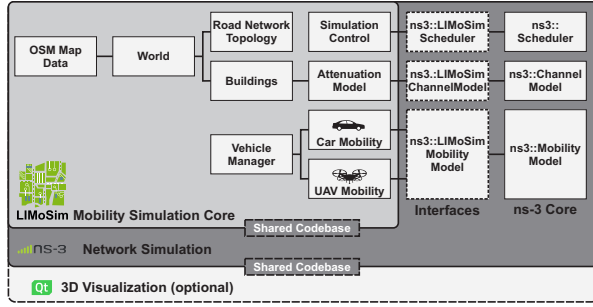 OSM Map
Data
World
Road Network
Topology
Buildings
Simulation
Control
Attenuation
Model
Vehicle
Manager
Car Mobility
UAV Mobility
ns3::LIMoSim
Scheduler
ns3::LIMoSim
ChannelModel
ns3::LIMoSim
Mobility
Model
ns3::
Scheduler
ns3::Channel
Model
ns3::Mobility
Model
LIMoSim Mobility Simulation Core
Interfaces
ns-3 Core
Shared Codebase
ns-3 Network Simulation
Shared Codebase
Qt 3D Visualization (optional)